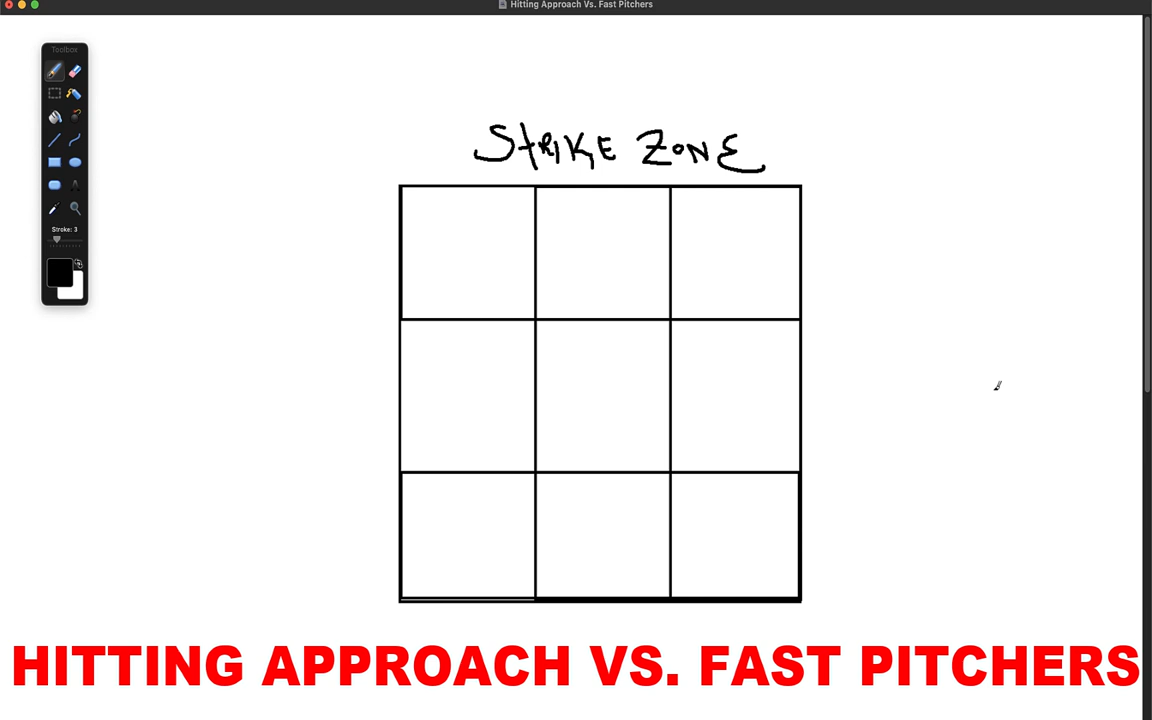 Hitting Approach Vs. Fast Pitchers
Toolbox
STRIKE ZONE
Stroke: 3
HITTING APPROACH VS. FAST PITCHERS